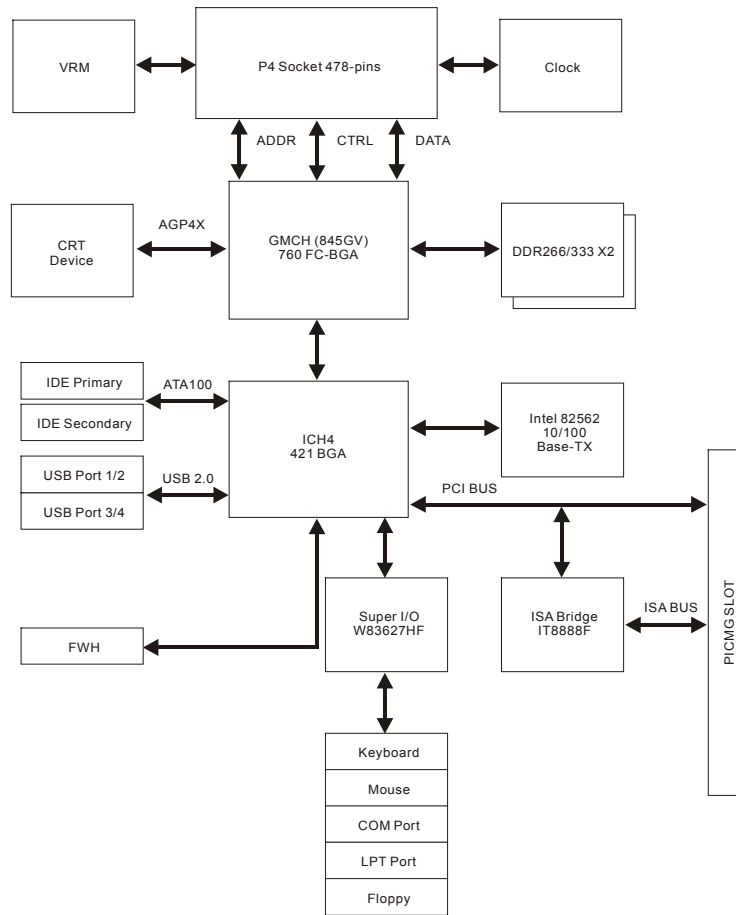 VRM
P4 Socket 478-pins
Clock
ADDR
CTRL
DATA
CRT
Device
AGP4X
GMCH (845GV)
760 FC-BGA
DDR266/333 X2
IDE Primary
IDE Secondary
ATA100
ICH4
421 BGA
Intel 82562
10/100
Base-TX
USB Port 1/2
USB Port 3/4
USB 2.0
PCI BUS
FWH
Super I/O
W83627HF
ISA Bridge
IT8888F
ISA BUS
PICMG SLOT
Keyboard
Mouse
COM Port
LPT Port
Floppy